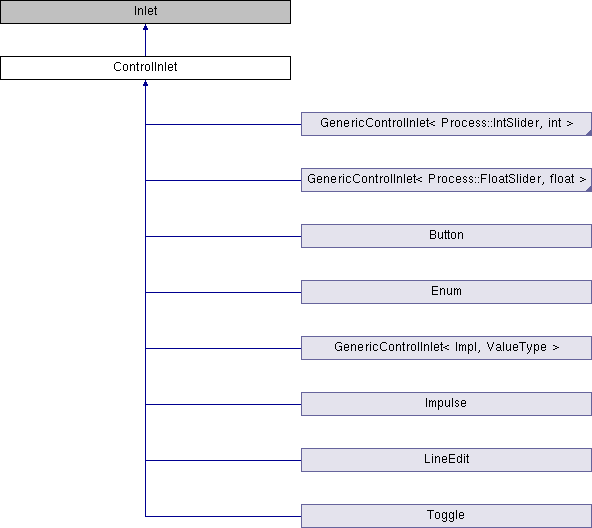 Inlet
ControlInlet
GenericControlInlet< Process::IntSlider, int >
GenericControlInlet< Process::FloatSlider, float >
Button
Enum
GenericControlInlet< Impl, ValueType >
Impulse
LineEdit
Toggle